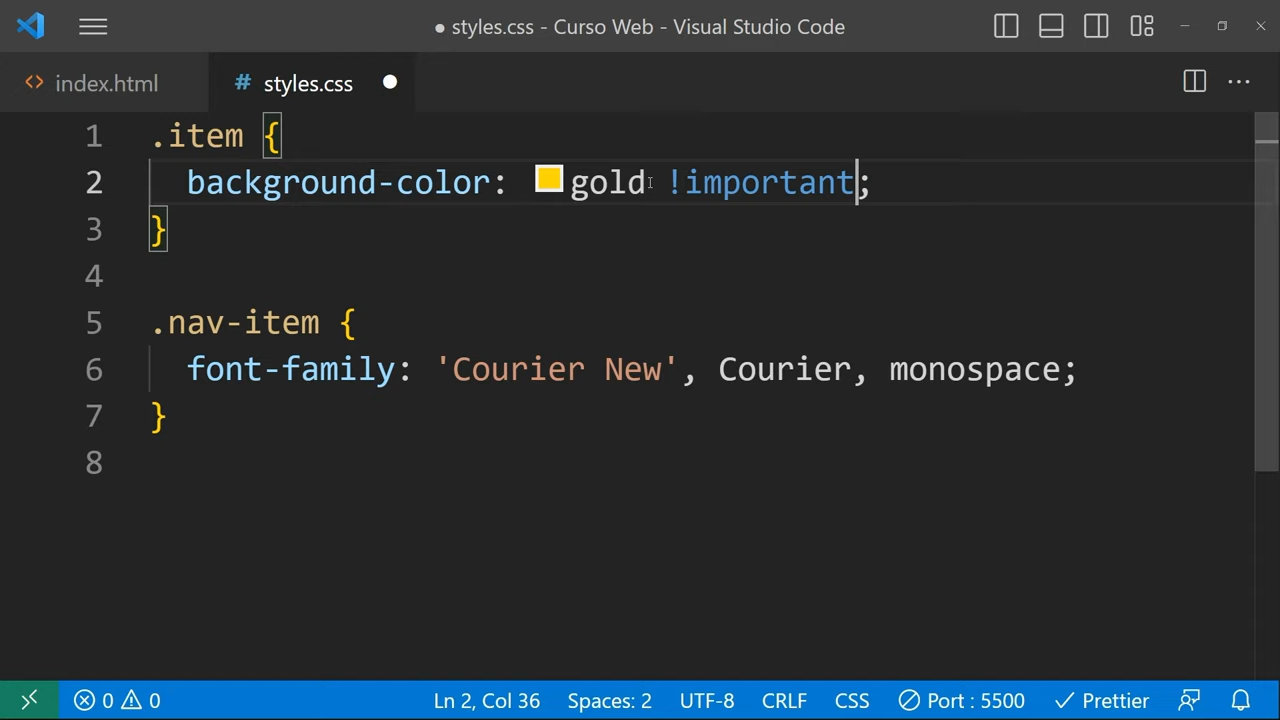 ● styles.css - Curso Web - Visual Studio Code
<> index.html
# styles.css ●
1 .item {
2 background-color: gold !important;
3 }
4
5 .nav-item {
6 font-family: 'Courier New', Courier, monospace;
7 }
8
0 0 Ln 2, Col 36 Spaces: 2 UTF-8 CRLF CSS Port : 5500 Prettier